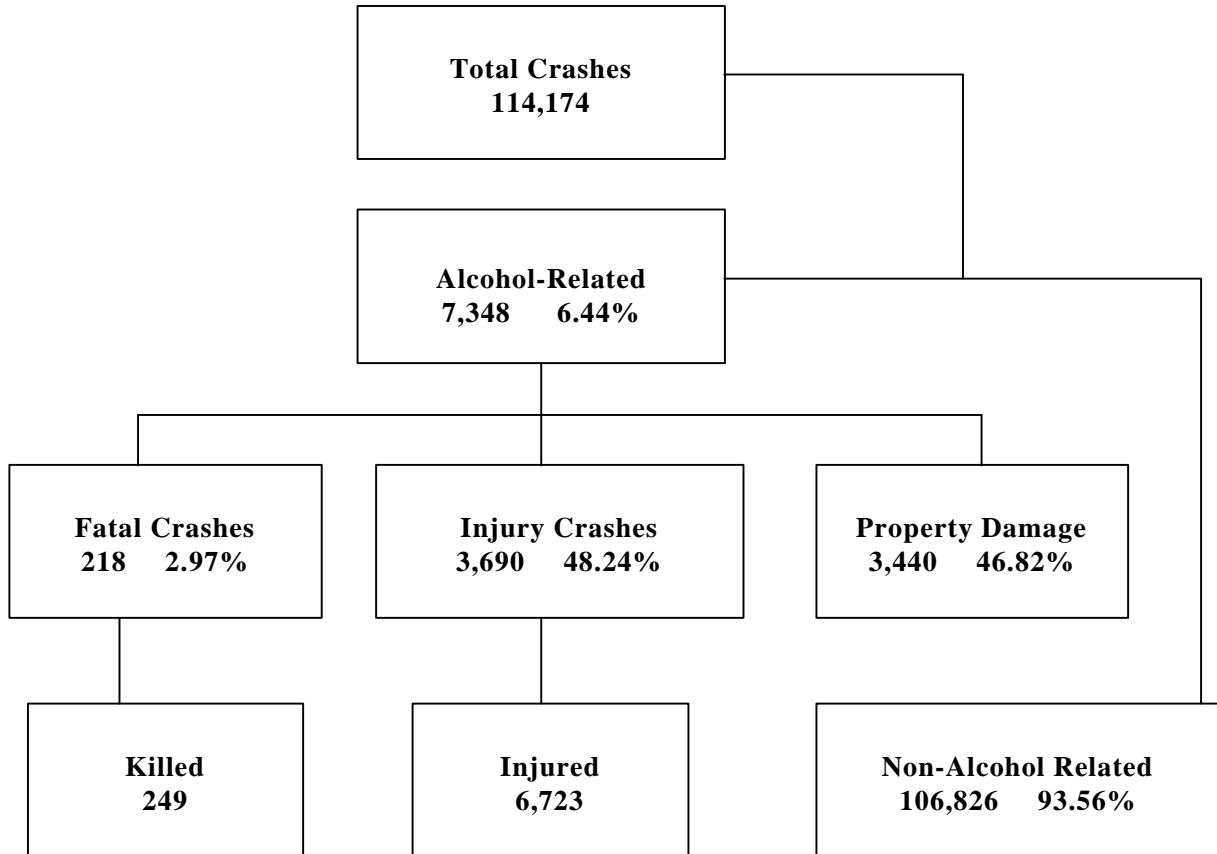 Total Crashes
114,174
Alcohol-Related
7,348 6.44%
Fatal Crashes
218 2.97%
Injury Crashes
3,690 48.24%
Property Damage
3,440 46.82%
Killed
249
Injured
6,723
Non-Alcohol Related
106,826 93.56%